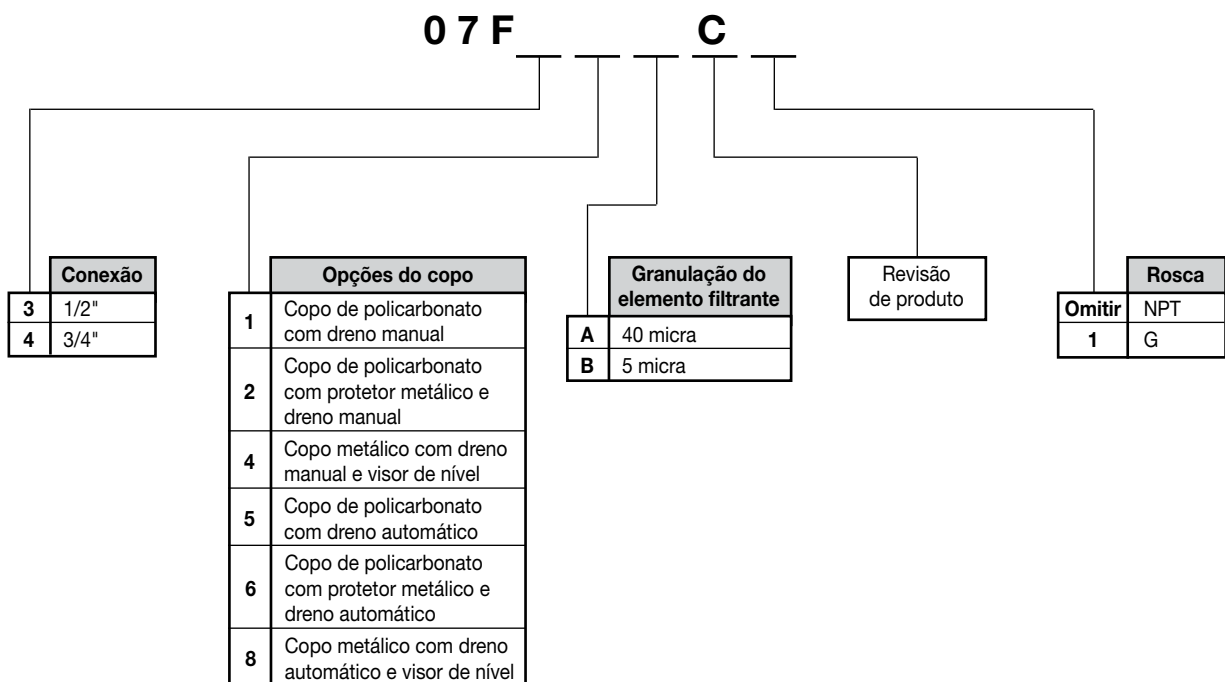 0 7 F C
Conexão
3 1/2"
4 3/4"
Opções do copo
1 Copo de policarbonato
com dreno manual
2 Copo de policarbonato
com protetor metálico e
dreno manual
4 Copo metálico com dreno
manual e visor de nível
5 Copo de policarbonato
com dreno automático
6 Copo de policarbonato
com protetor metálico e
dreno automático
8 Copo metálico com dreno
automático e visor de nível
Granulação do
elemento filtrante
A 40 micra
B 5 micra
Revisão
de produto
Rosca
Omitir NPT
1 G